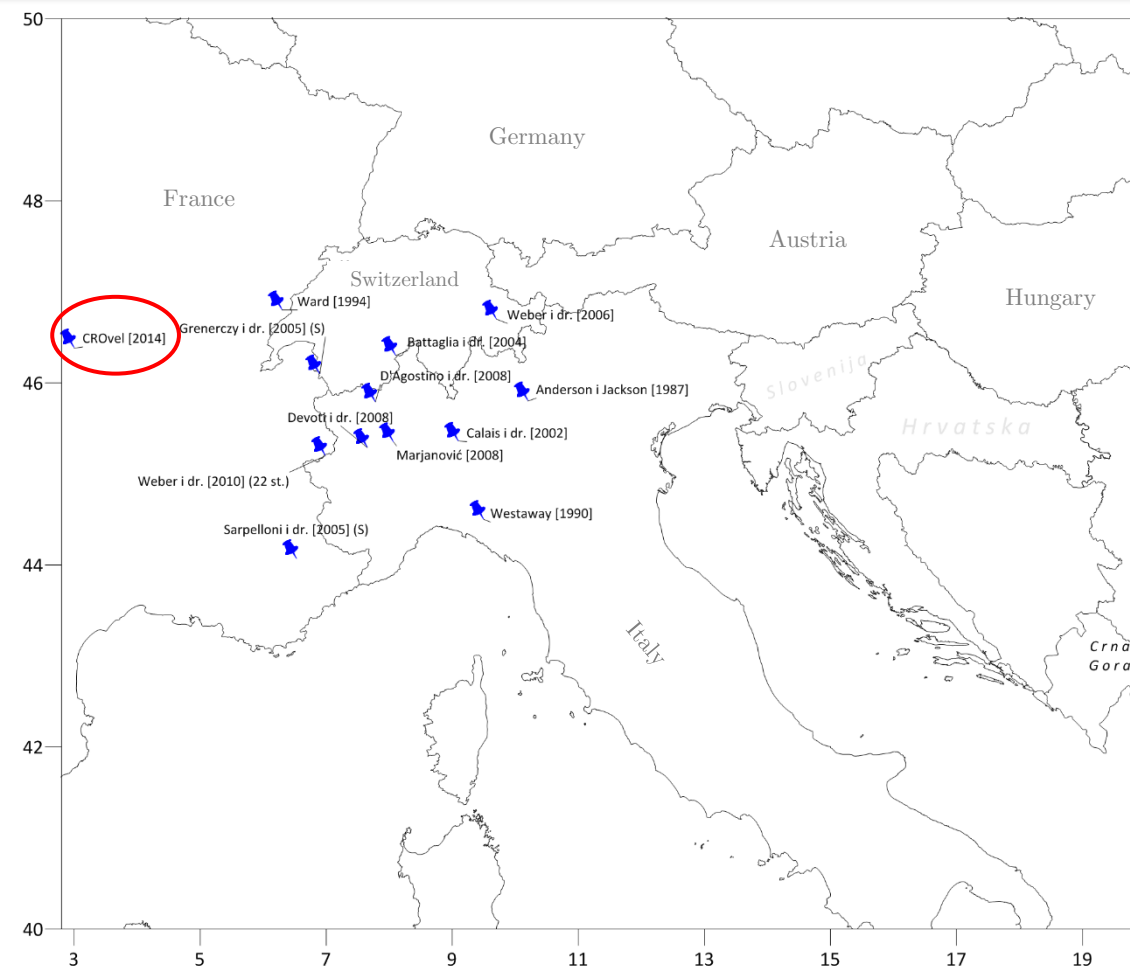 50
Germany
48
France
Austria
Switzerland
Ward [1994]
Hungary
Weber i dr. [2006]
Grenerczy i dr. [2005] (S)
CROvel [2014]
Battaglia i dr. [2004]
Slovenija
46
D'Agostino i dr. [2008]
Anderson i Jackson [1987]
Devoti i dr. [2008]
Calais i dr. [2002]
Hrvatska
Marjanović [2008]
Weber i dr. [2010] (22 st.)
Westaway [1990]
Sarpelloni i dr. [2005] (S)
44
Italy
Crna
Gora
42
40
3 5 7 9 11 13 15 17 19